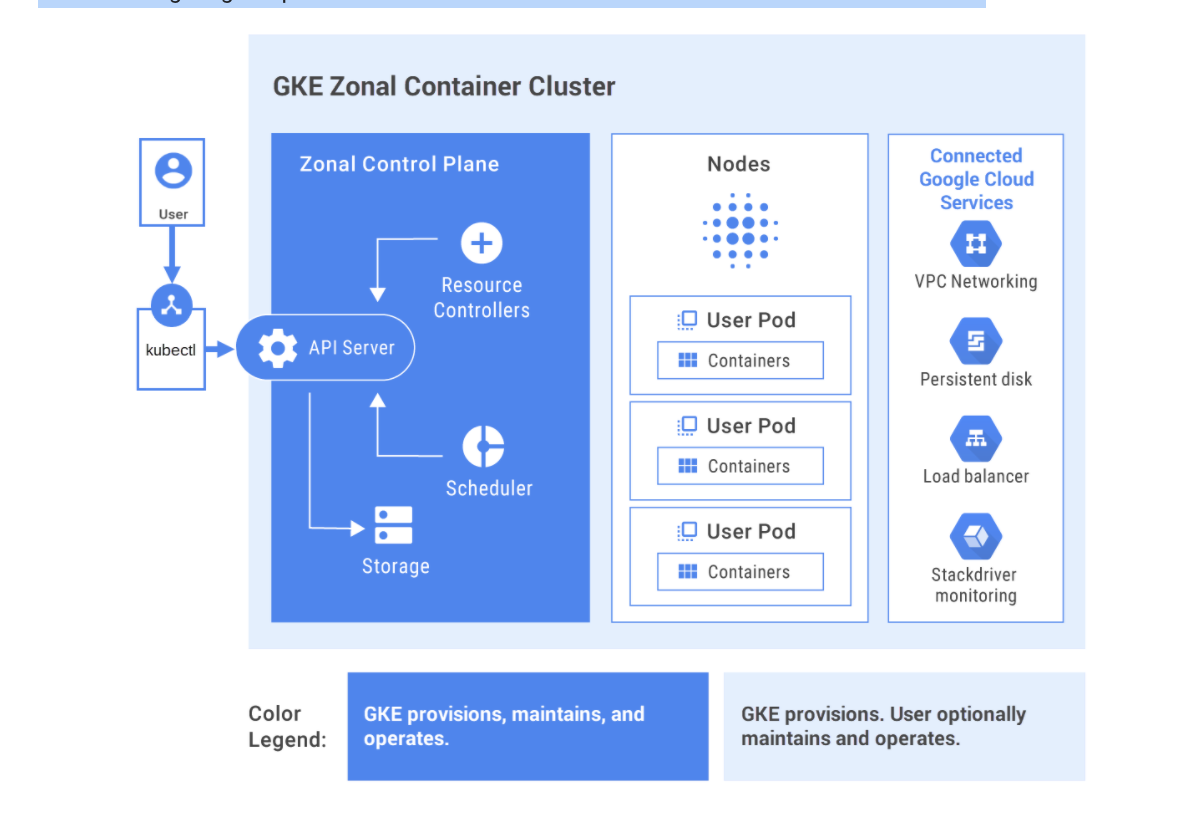 GKE Zonal Container Cluster
User
kubectl
Zonal Control Plane
Resource
Controllers
API Server
Scheduler
Storage
Nodes
User Pod
Containers
User Pod
Containers
User Pod
Containers
Connected
Google Cloud
Services
VPC Networking
Persistent disk
Load balancer
Stackdriver
monitoring
Color
Legend:
GKE provisions, maintains, and
operates.
GKE provisions. User optionally
maintains and operates.